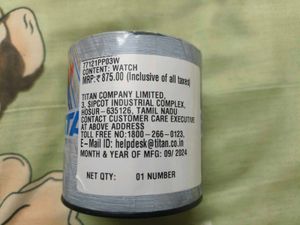 77121PP03W
CONTENT: WATCH
MRP: ₹ 875.00 (Inclusive of all taxes)
TITAN COMPANY LIMITED,
3, SIPCOT INDUSTRIAL COMPLEX,
HOSUR - 635126, TAMIL NADU
CONTACT CUSTOMER CARE EXECUTIVE
AT ABOVE ADDRESS
TOLL FREE NO:1800-266-0123,
E-MAIL ID: helpdesk@titan.co.in
MONTH & YEAR OF MFG: 09/ 2024
NET QTY: 01 NUMBER